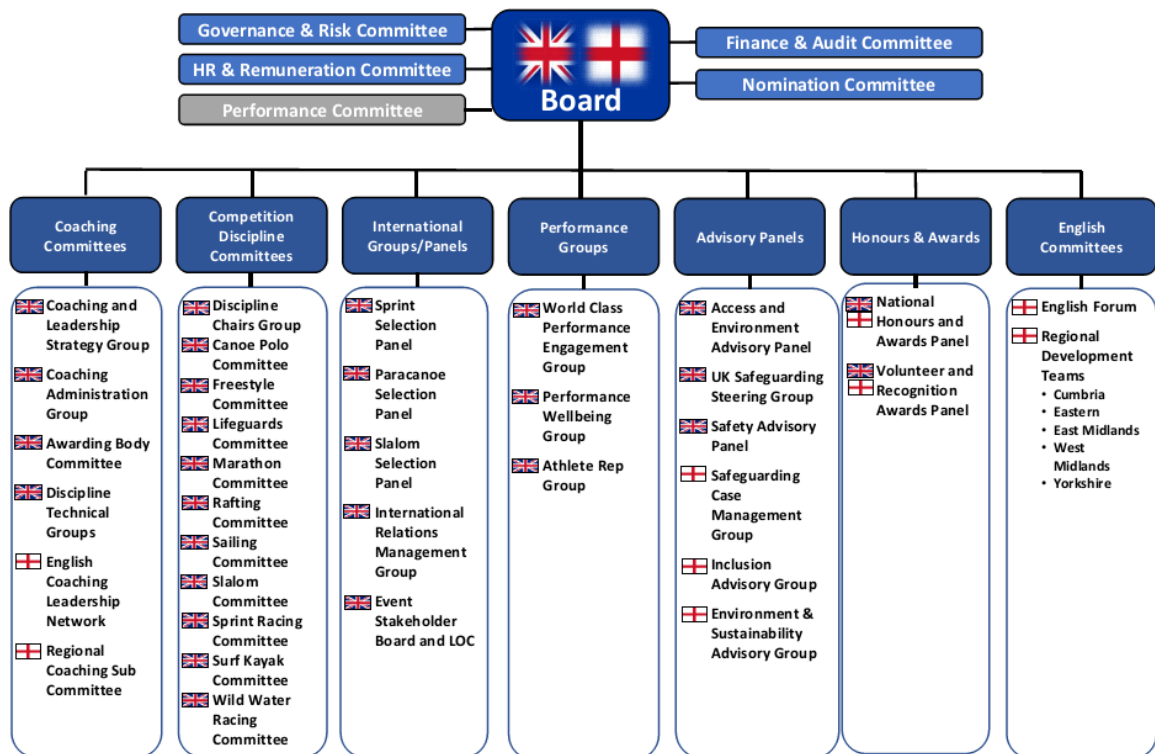 Governance & Risk Committee
HR & Remuneration Committee
Performance Committee
Board
Finance & Audit Committee
Nomination Committee
Coaching
Committees
Coaching and
Leadership
Strategy Group
Coaching
Administration
Group
Awarding Body
Committee
Discipline
Technical
Groups
English
Coaching
Leadership
Network
Regional
Coaching Sub
Committee
Competition
Discipline
Committees
Discipline
Chairs Group
Canoe Polo
Committee
Freestyle
Committee
Lifeguards
Committee
Marathon
Committee
Rafting
Committee
Sailing
Committee
Slalom
Committee
Sprint Racing
Committee
Surf Kayak
Committee
Wild Water
Racing
Committee
International
Groups/Panels
Sprint
Selection
Panel
Paracanoe
Selection
Panel
Slalom
Selection
Panel
International
Relations
Management
Group
Event
Stakeholder
Board and LOC
Performance
Groups
World Class
Performance
Engagement
Group
Performance
Wellbeing
Group
Athlete Rep
Group
Advisory Panels
Access and
Environment
Advisory Panel
UK Safeguarding
Steering Group
Safety Advisory
Panel
Safeguarding
Case
Management
Group
Inclusion
Advisory Group
Environment &
Sustainability
Advisory Group
Honours & Awards
National
Honours and
Awards Panel
Volunteer and
Recognition
Awards Panel
English
Committees
English Forum
Regional
Development
Teams
• Cumbria
• Eastern
• East Midlands
• West
Midlands
• Yorkshire